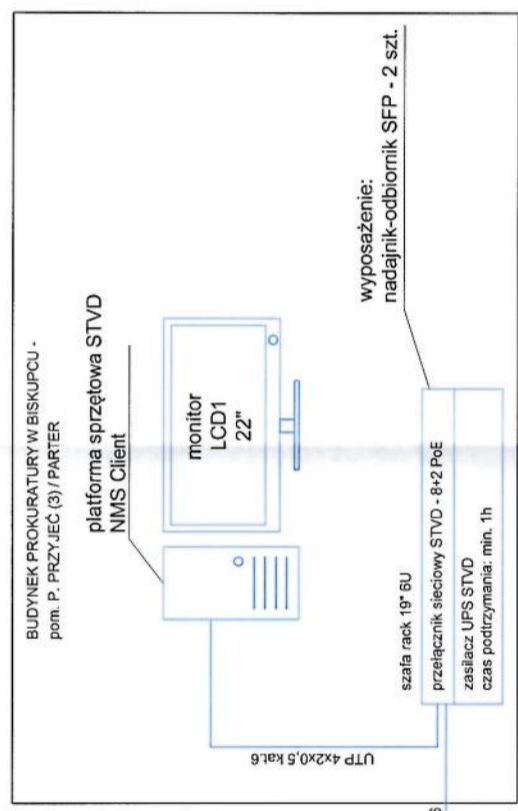 BUDYNEK PROKURATURY W BISKUPCU -
pom. P. PRZYJĘĆ (3) / PARTER
platforma sprzętowa STVD
NMS Client
monitor
LCD1
22"
wyposażenie:
nadajnik-odbiornik SFP - 2 szt.
szafa rack 19" 6U
przełącznik sieciowy STVD - 8+2 PoE
zasilacz UPS STVD
czas podtrzymania: min. 1h
UTP 4x2x0,5 kat.6